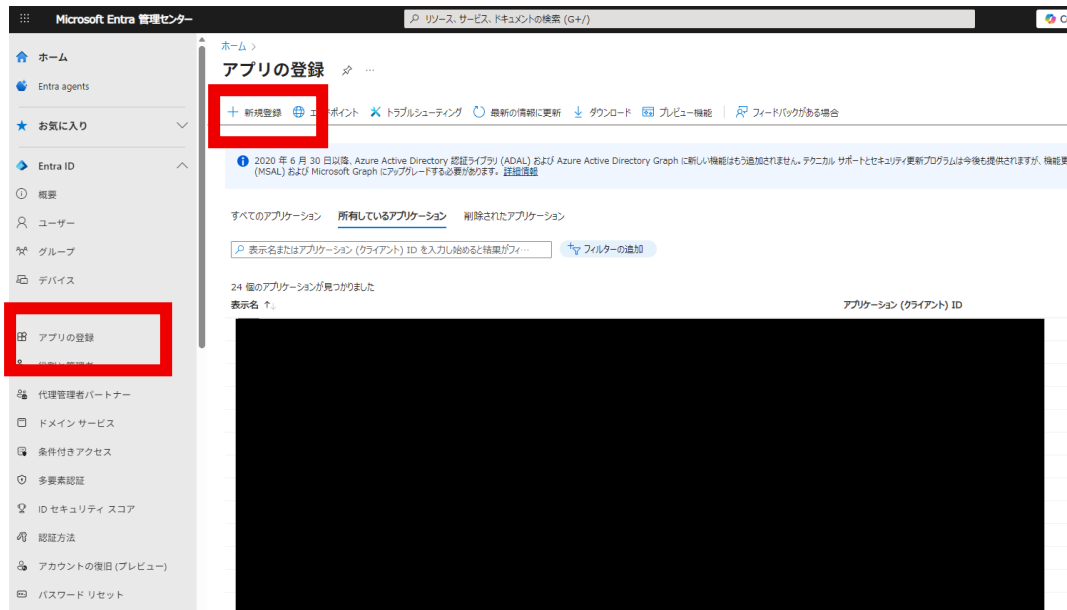 Microsoft Entra 管理センター
リソース、サービス、ドキュメントの検索 (G+/)
ホーム
Entra agents
お気に入り
Entra ID
概要
ユーザー
グループ
デバイス
アプリの登録
代理管理者パートナー
ドメイン サービス
条件付きアクセス
多要素認証
ID セキュリティ スコア
認証方法
アカウントの復旧 (プレビュー)
パスワード リセット
ホーム >
アプリの登録
新規登録 ポイント トラブルシューティング 最新の情報に更新 ダウンロード プレビュー機能 フィードバックがある場合
2020 年 6 月 30 日以降、Azure Active Directory 認証ライブラリ (ADAL) および Azure Active Directory Graph に新しい機能はもう追加されません。テクニカル サポートとセキュリティ更新プログラムは今後も提供されますが、機能更
(MSAL) および Microsoft Graph にアップグレードする必要があります。 詳細情報
すべてのアプリケーション 所有しているアプリケーション 削除されたアプリケーション
表示名またはアプリケーション (クライアント) ID を入力し始めると結果がフィ…
フィルターの追加
24 個のアプリケーションが見つかりました
表示名 ↑↓ アプリケーション (クライアント) ID